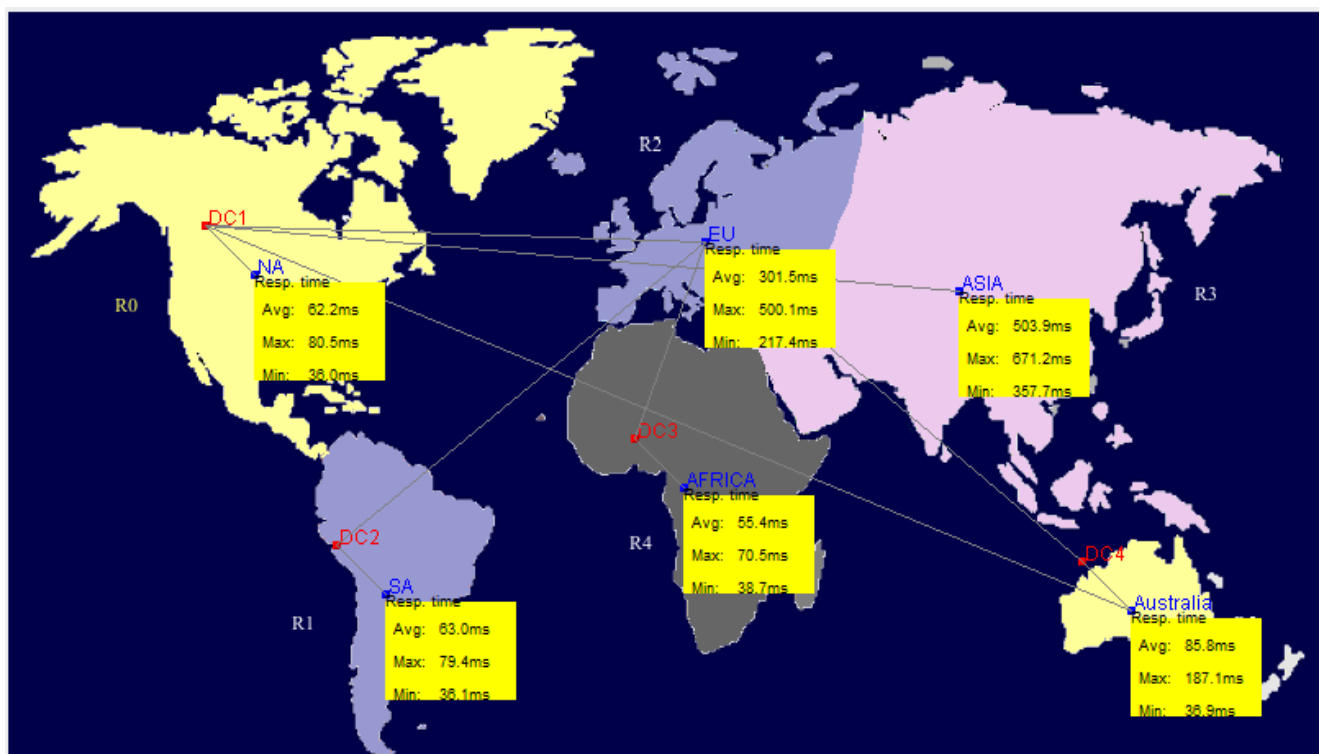 R2
DC1
EU
Resp. time
Avg: 301.5ms
Max: 500.1ms
Min: 217.4ms
NA
Resp. time
Avg: 62.2ms
Max: 80.5ms
Min: 36.0ms
R0
ASIA
Resp. time
Avg: 503.9ms
Max: 671.2ms
Min: 357.7ms
R3
DC3
AFRICA
Resp. time
Avg: 55.4ms
Max: 70.5ms
Min: 38.7ms
R4
DC2
SA
Resp. time
Avg: 63.0ms
Max: 79.4ms
Min: 36.1ms
R1
DC4
Australia
Resp. time
Avg: 85.8ms
Max: 187.1ms
Min: 36.9ms